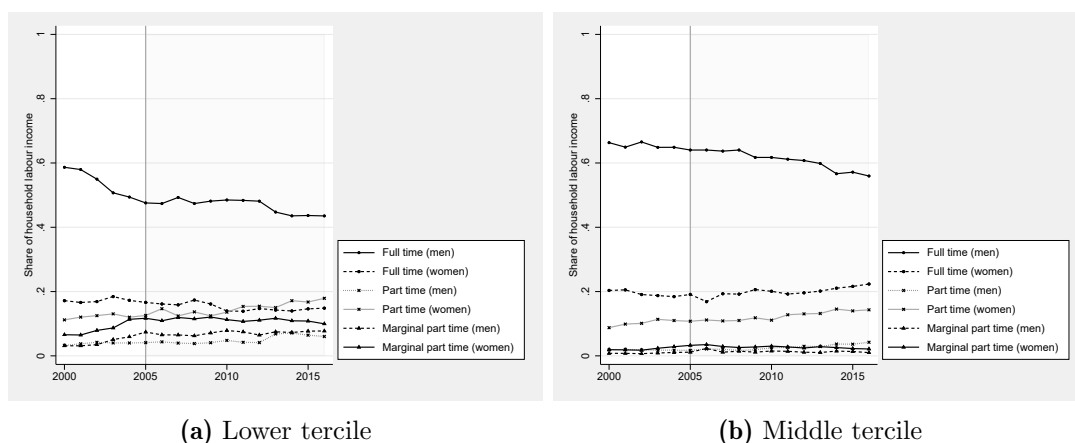 Share of household labour income
1
.8
.6
.4
.2
0
2000 2005 2010 2015
Full time (men)
Full time (women)
Part time (men)
Part time (women)
Marginal part time (men)
Marginal part time (women)
(a) Lower tercile
Share of household labour income
1
.8
.6
.4
.2
0
2000 2005 2010 2015
Full time (men)
Full time (women)
Part time (men)
Part time (women)
Marginal part time (men)
Marginal part time (women)
(b) Middle tercile